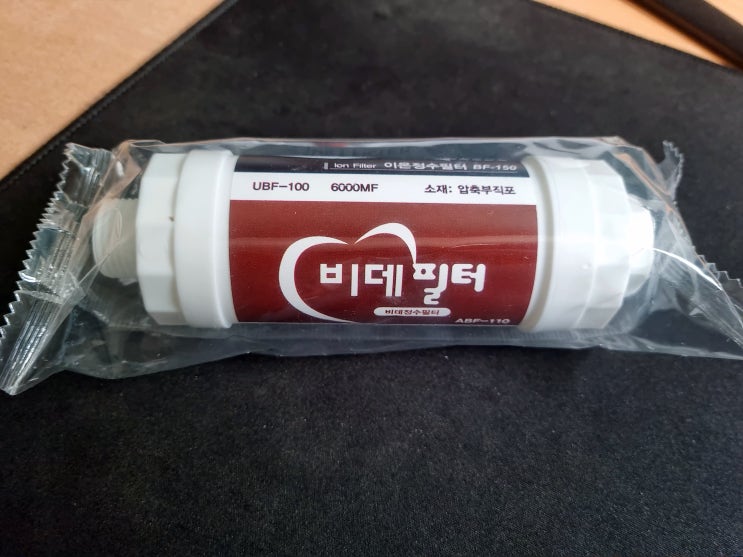 Ion Filter 이온정수필터 BF-150
UBF-100 6000MF 소재: 압축부직포
비데필터
비데정수필터
ABF-110